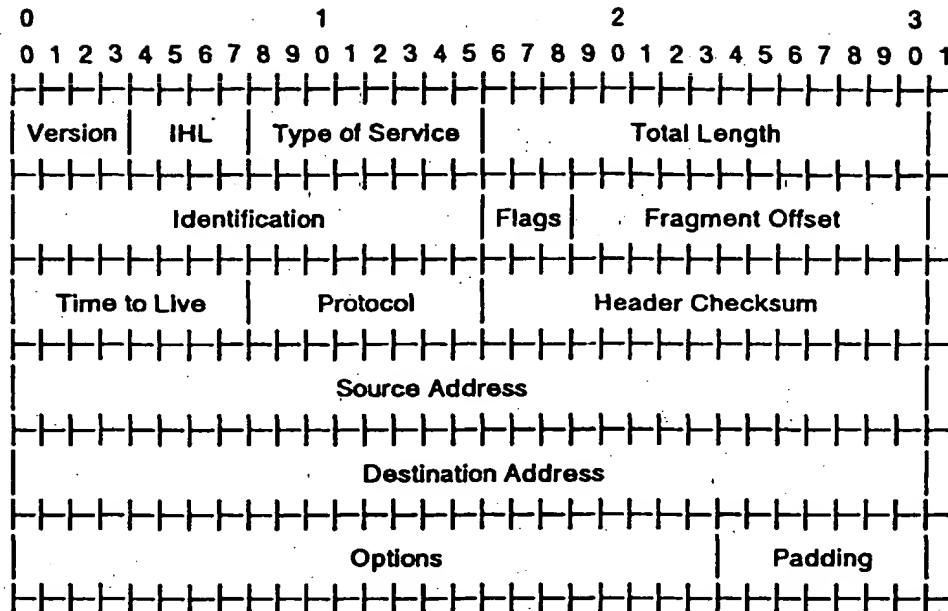 0 1 2 3
0 1 2 3 4 5 6 7 8 9 0 1 2 3 4 5 6 7 8 9 0 1 2 3 4 5 6 7 8 9 0 1
Version IHL Type of Service Total Length
Identification Flags Fragment Offset
Time to Live Protocol Header Checksum
Source Address
Destination Address
Options Padding